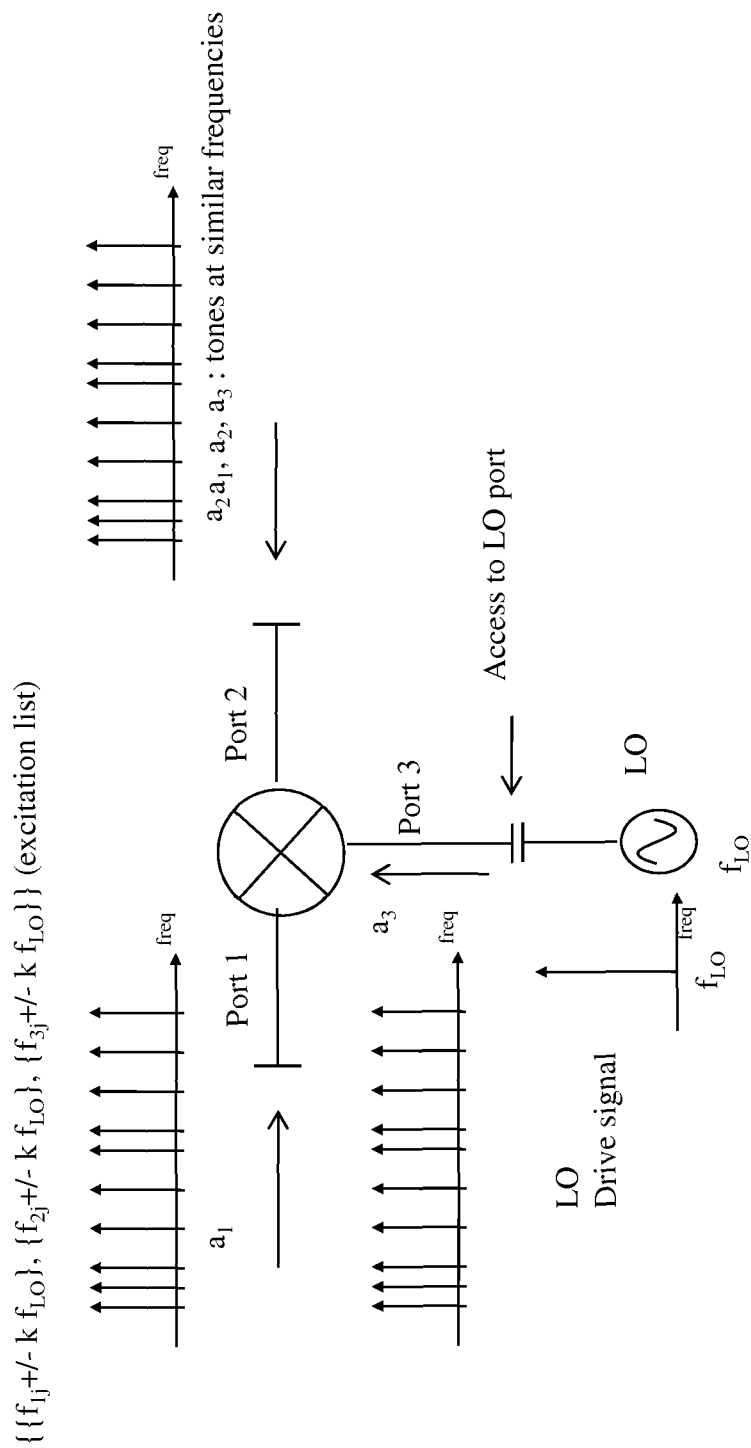 {{f1j+/- k fLO}, {f2j+/- k fLO}, {f3j+/- k fLO}} (excitation list)
freq
freq
a1
Port 1
Port 2
a2a1, a2, a3 : tones at similar frequencies
a3
freq
Port 3
Access to LO port
LO
Drive signal
freq
fLO
LO
fLO